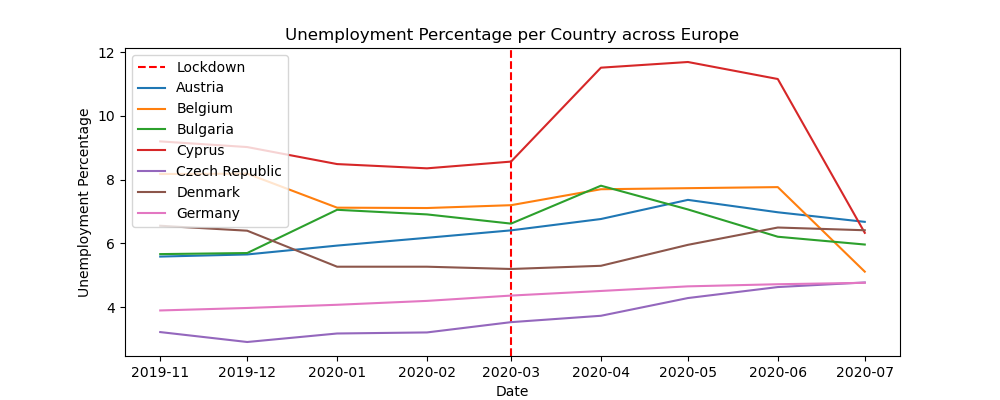 Unemployment Percentage per Country across Europe
12
10
8
6
4
Unemployment Percentage
Lockdown
Austria
Belgium
Bulgaria
Cyprus
Czech Republic
Denmark
Germany
2019-11 2019-12 2020-01 2020-02 2020-03 2020-04 2020-05 2020-06 2020-07
Date